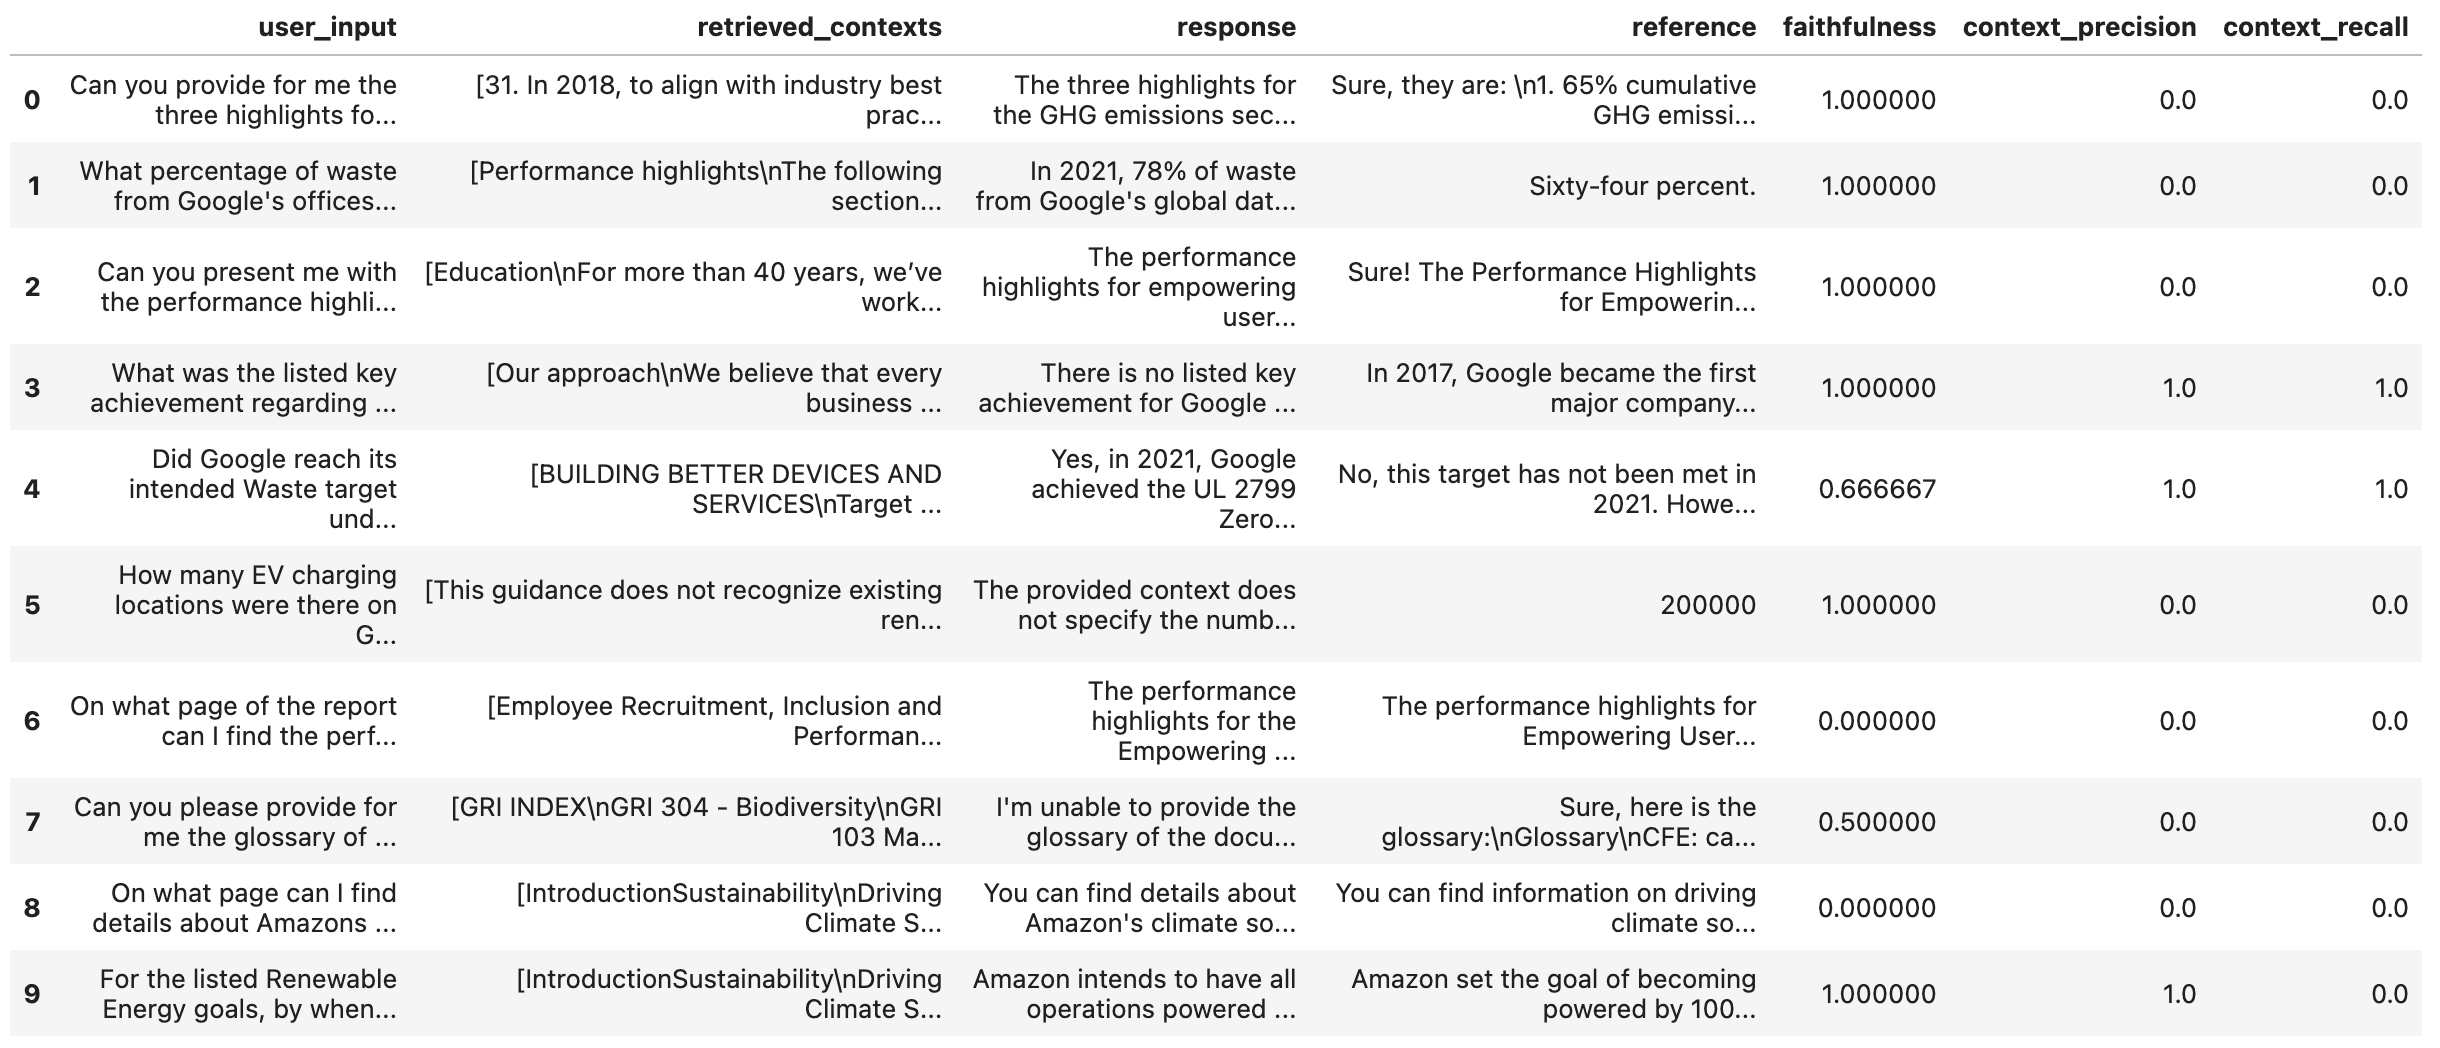 user_input retrieved_contexts response reference faithfulness context_precision context_recall
0 Can you provide for me the three highlights fo... [31. In 2018, to align with industry best prac... The three highlights for the GHG emissions sec... Sure, they are: \n1. 65% cumulative GHG emissi... 1.000000 0.0 0.0
1 What percentage of waste from Google's offices... [Performance highlights\nThe following section... In 2021, 78% of waste from Google's global dat... Sixty-four percent. 1.000000 0.0 0.0
2 Can you present me with the performance highli... [Education\nFor more than 40 years, we’ve work... The performance highlights for empowering user... Sure! The Performance Highlights for Empowerin... 1.000000 0.0 0.0
3 What was the listed key achievement regarding ... [Our approach\nWe believe that every business ... There is no listed key achievement for Google ... In 2017, Google became the first major company... 1.000000 1.0 1.0
4 Did Google reach its intended Waste target und... [BUILDING BETTER DEVICES AND SERVICES\nTarget ... Yes, in 2021, Google achieved the UL 2799 Zero... No, this target has not been met in 2021. Howe... 0.666667 1.0 1.0
5 How many EV charging locations were there on G... [This guidance does not recognize existing ren... The provided context does not specify the numb... 200000 1.000000 0.0 0.0
6 On what page of the report can I find the perf... [Employee Recruitment, Inclusion and Performan... The performance highlights for the Empowering ... The performance highlights for Empowering User... 0.000000 0.0 0.0
7 Can you please provide for me the glossary of ... [GRI INDEX\nGRI 304 - Biodiversity\nGRI 103 Ma... I'm unable to provide the glossary of the docu... Sure, here is the glossary:\nGlossary\nCFE: ca... 0.500000 0.0 0.0
8 On what page can I find details about Amazons ... [IntroductionSustainability\nDriving Climate S... You can find details about Amazon's climate so... You can find information on driving climate so... 0.000000 0.0 0.0
9 For the listed Renewable Energy goals, by when... [IntroductionSustainability\nDriving Climate S... Amazon intends to have all operations powered ... Amazon set the goal of becoming powered by 100... 1.000000 1.0 0.0